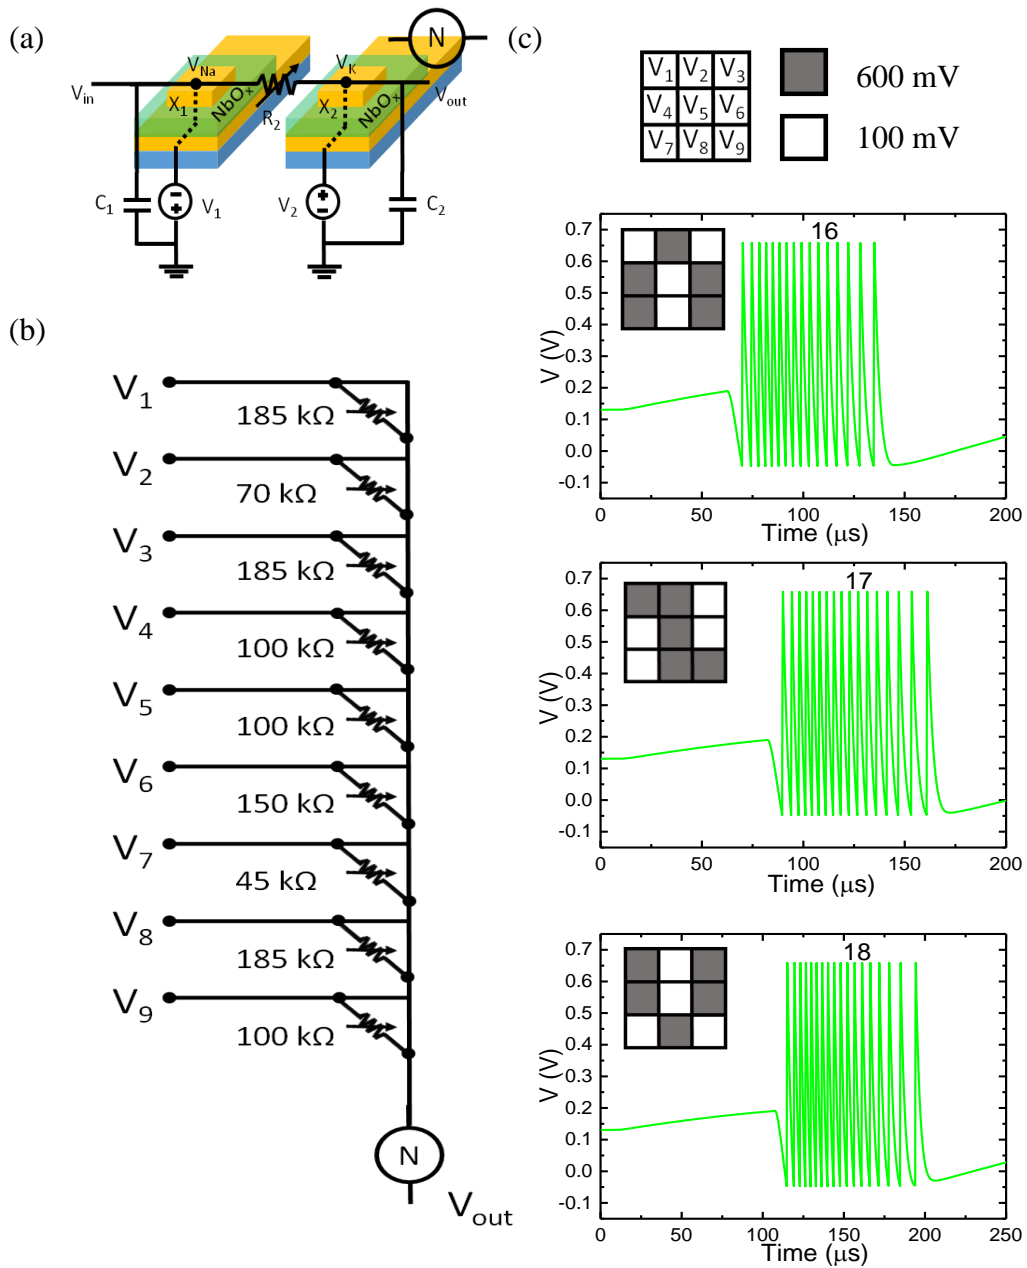 (a)
N
V_Na
V_K
V_in
X_1
NbO_x
R_2
X_2
NbO_x
V_out
C_1
V_1
V_2
C_2
(b)
V_1
185 kΩ
V_2
70 kΩ
V_3
185 kΩ
V_4
100 kΩ
V_5
100 kΩ
V_6
150 kΩ
V_7
45 kΩ
V_8
185 kΩ
V_9
100 kΩ
N
V_out
(c)
V_1 V_2 V_3
V_4 V_5 V_6
V_7 V_8 V_9
600 mV
100 mV
16
0.7
0.6
0.5
0.4
0.3
0.2
0.1
0.0
-0.1
V (V)
0 50 100 150 200
Time (μs)
17
0.7
0.6
0.5
0.4
0.3
0.2
0.1
0.0
-0.1
V (V)
0 50 100 150 200
Time (μs)
18
0.7
0.6
0.5
0.4
0.3
0.2
0.1
0.0
-0.1
V (V)
0 50 100 150 200 250
Time (μs)